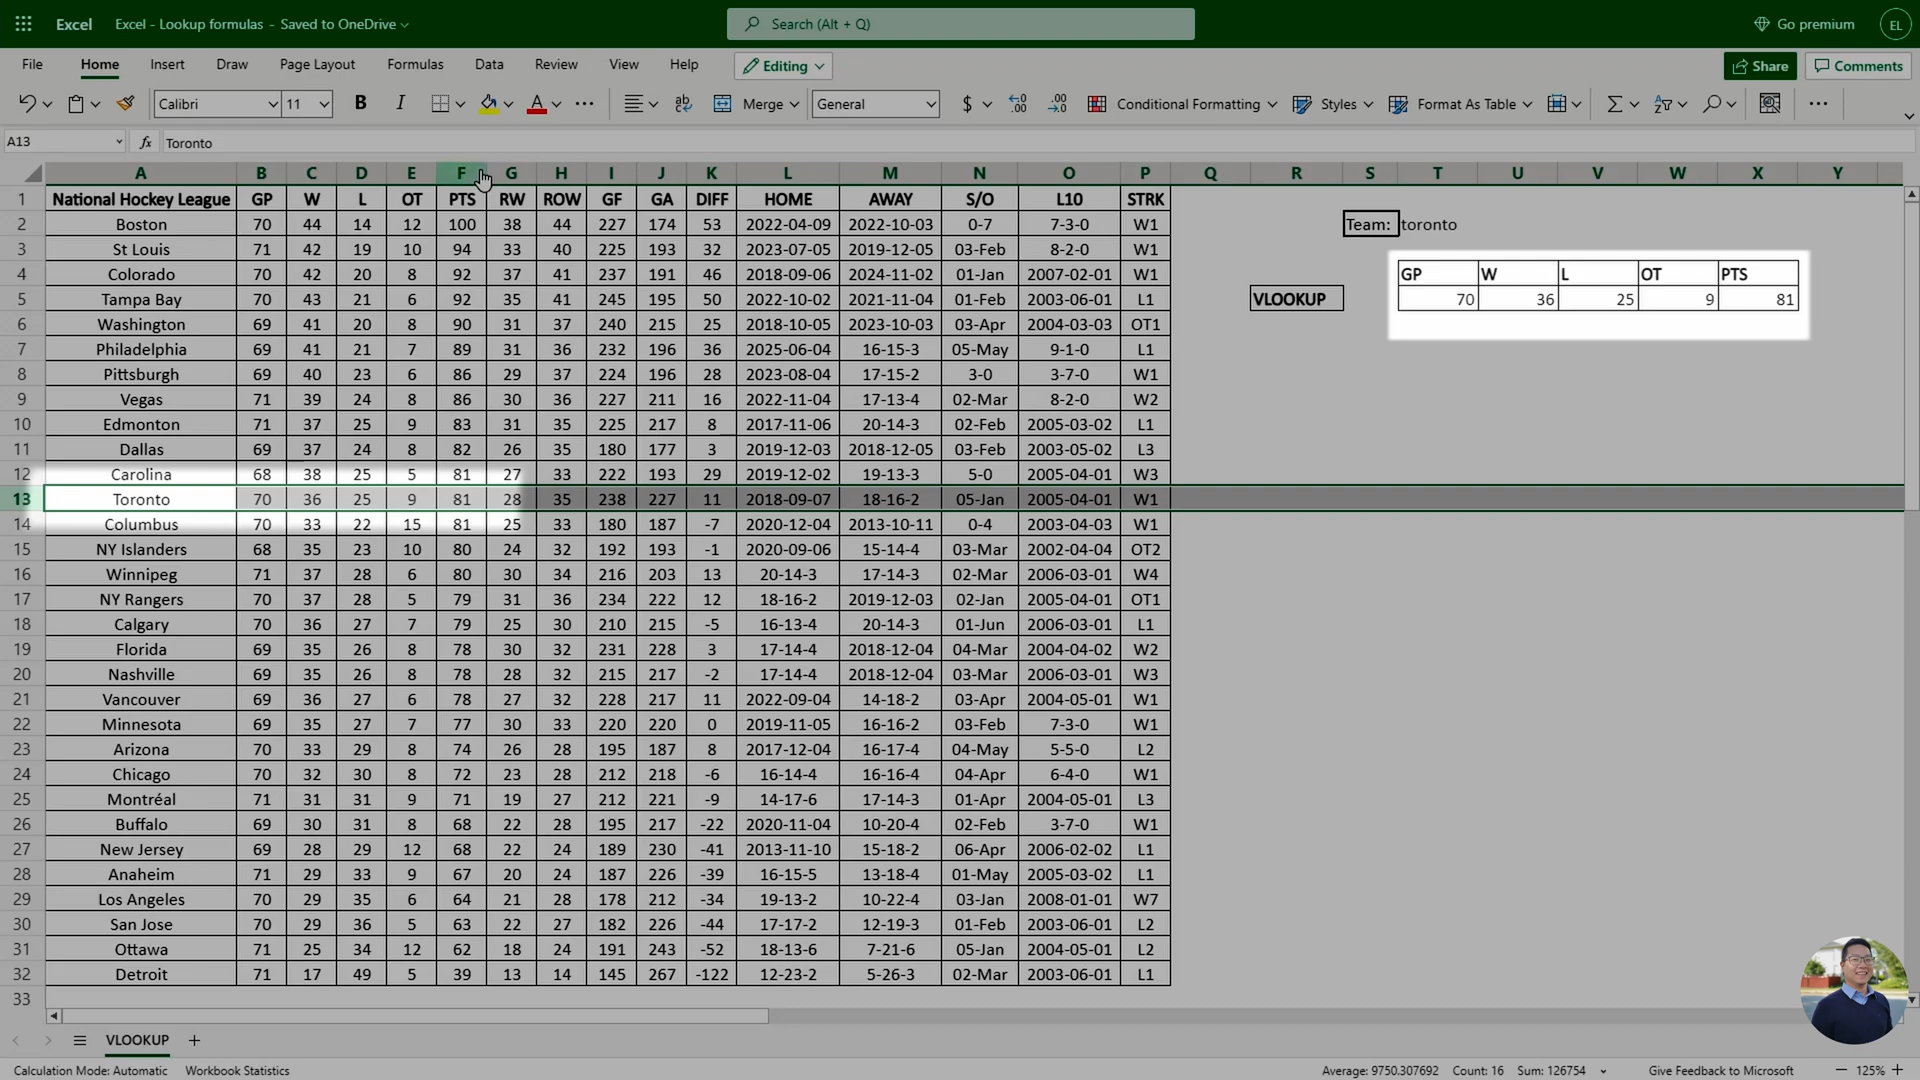 Excel Excel - Lookup formulas - Saved to OneDrive Search (Alt + Q) Go premium EL
File Home Insert Draw Page Layout Formulas Data Review View Help Editing Share Comments
Calibri 11 B I A Merge General $ Conditional Formatting Styles Format As Table
A13 fx Toronto
A B C D E F G H I J K L M N O P Q R S T U V W X Y
1 National Hockey League GP W L OT PTS RW ROW GF GA DIFF HOME AWAY S/O L10 STRK
2 Boston 70 44 14 12 100 38 44 227 174 53 2022-04-09 2022-10-03 0-7 7-3-0 W1 Team: toronto
3 St Louis 71 42 19 10 94 33 40 225 193 32 2023-07-05 2019-12-05 03-Feb 8-2-0 W1
4 Colorado 70 42 20 8 92 37 41 237 191 46 2018-09-06 2024-11-02 01-Jan 2007-02-01 W1 GP W L OT PTS
5 Tampa Bay 70 43 21 6 92 35 41 245 195 50 2022-10-02 2021-11-04 01-Feb 2003-06-01 L1 VLOOKUP 70 36 25 9 81
6 Washington 69 41 20 8 90 31 37 240 215 25 2018-10-05 2023-10-03 03-Apr 2004-03-03 OT1
7 Philadelphia 69 41 21 7 89 31 36 232 196 36 2025-06-04 16-15-3 05-May 9-1-0 L1
8 Pittsburgh 69 40 23 6 86 29 37 224 196 28 2023-08-04 17-15-2 3-0 3-7-0 W1
9 Vegas 71 39 24 8 86 30 36 227 211 16 2022-11-04 17-13-4 02-Mar 8-2-0 W2
10 Edmonton 71 37 25 9 83 31 35 225 217 8 2017-11-06 20-14-3 02-Feb 2005-03-02 L1
11 Dallas 69 37 24 8 82 26 35 180 177 3 2019-12-03 2018-12-05 03-Feb 2003-05-02 L3
12 Carolina 68 38 25 5 81 27 33 222 193 29 2019-12-02 19-13-3 5-0 2005-04-01 W3
13 Toronto 70 36 25 9 81 28 35 238 227 11 2018-09-07 18-16-2 05-Jan 2005-04-01 W1
14 Columbus 70 33 22 15 81 25 33 180 187 -7 2020-12-04 2013-10-11 0-4 2003-04-03 W1
15 NY Islanders 68 35 23 10 80 24 32 192 193 -1 2020-09-06 15-14-4 03-Mar 2002-04-04 OT2
16 Winnipeg 71 37 28 6 80 30 34 216 203 13 20-14-3 17-14-3 02-Mar 2006-03-01 W4
17 NY Rangers 70 37 28 5 79 31 36 234 222 12 18-16-2 2019-12-03 02-Jan 2005-04-01 OT1
18 Calgary 70 36 27 7 79 25 30 210 215 -5 16-13-4 20-14-3 01-Jun 2006-03-01 L1
19 Florida 69 35 26 8 78 30 32 231 228 3 17-14-4 2018-12-04 04-Mar 2004-04-02 W2
20 Nashville 69 35 26 8 78 28 32 215 217 -2 17-14-4 2018-12-04 03-Mar 2006-03-01 W3
21 Vancouver 69 36 27 6 78 27 32 228 217 11 2022-09-04 14-18-2 03-Apr 2004-05-01 W1
22 Minnesota 69 35 27 7 77 30 33 220 220 0 2019-11-05 16-16-2 03-Feb 7-3-0 W1
23 Arizona 70 33 29 8 74 26 28 195 187 8 2017-12-04 16-17-4 04-May 5-5-0 L2
24 Chicago 70 32 30 8 72 23 28 212 218 -6 16-14-4 16-16-4 04-Apr 6-4-0 W1
25 Montréal 71 31 31 9 71 19 27 212 221 -9 14-17-6 17-14-3 01-Apr 2004-05-01 L3
26 Buffalo 69 30 31 8 68 22 28 195 217 -22 2020-11-04 10-20-4 02-Feb 3-7-0 W1
27 New Jersey 69 28 29 12 68 22 24 189 230 -41 2013-11-10 15-18-2 06-Apr 2006-02-02 L1
28 Anaheim 71 29 33 9 67 20 24 187 226 -39 16-15-5 13-18-4 01-May 2005-03-02 L1
29 Los Angeles 70 29 35 6 64 21 28 178 212 -34 19-13-2 10-22-4 03-Jan 2008-01-01 W7
30 San Jose 70 29 36 5 63 22 27 182 226 -44 17-17-2 12-19-3 01-Feb 2003-06-01 L2
31 Ottawa 71 25 34 12 62 18 24 191 243 -52 18-13-6 7-21-6 05-Jan 2004-05-01 L2
32 Detroit 71 17 49 5 39 13 14 145 267 -122 12-23-2 5-26-3 02-Mar 2003-06-01 L1
33
VLOOKUP
Calculation Mode: Automatic Workbook Statistics Average: 9750.307692 Count: 16 Sum: 126754 Give Feedback to Microsoft 125%